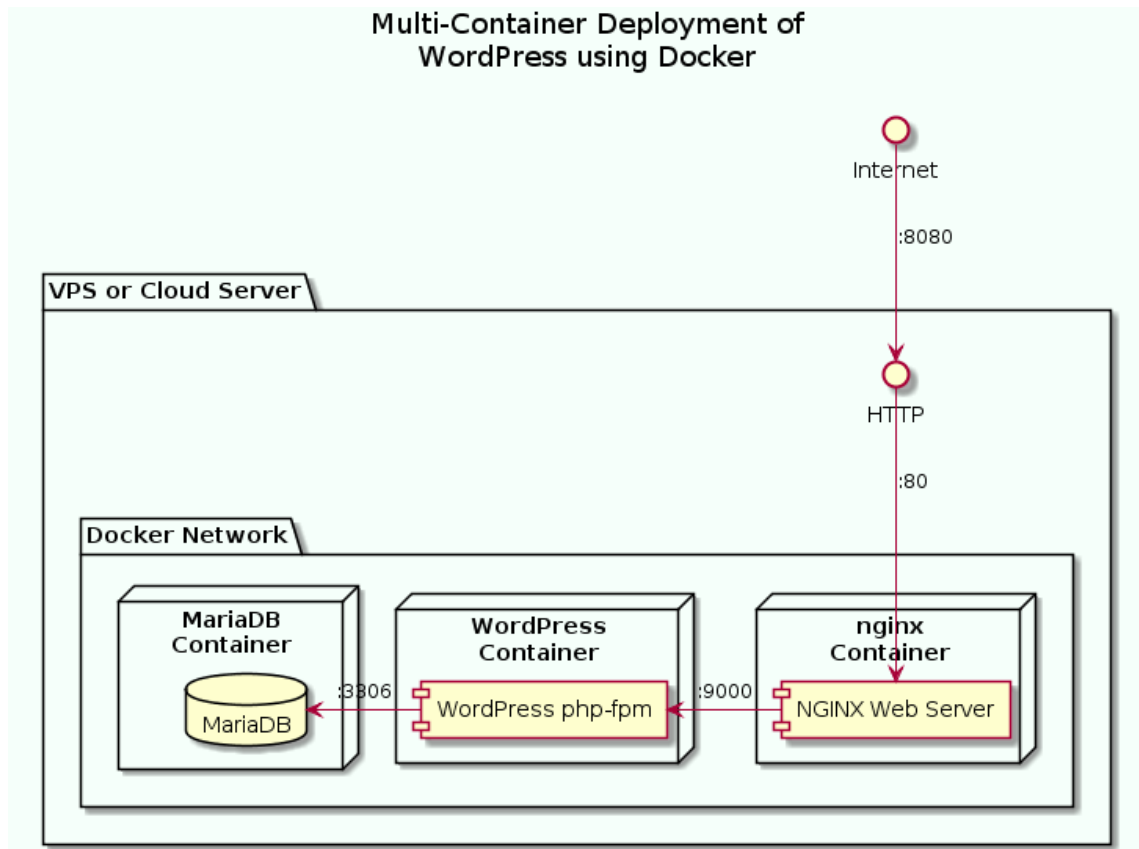 Multi-Container Deployment of
WordPress using Docker
Internet
:8080
VPS or Cloud Server
HTTP
:80
Docker Network
MariaDB
Container
WordPress
Container
nginx
Container
:3306
:9000
MariaDB
WordPress php-fpm
NGINX Web Server